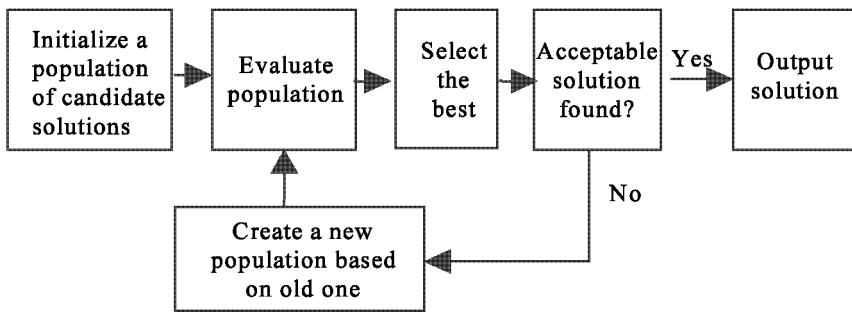 Initialize a
population
of candidate
solutions
Evaluate
population
Select
the
best
Acceptable
solution
found?
Yes
Output
solution
No
Create a new
population based
on old one